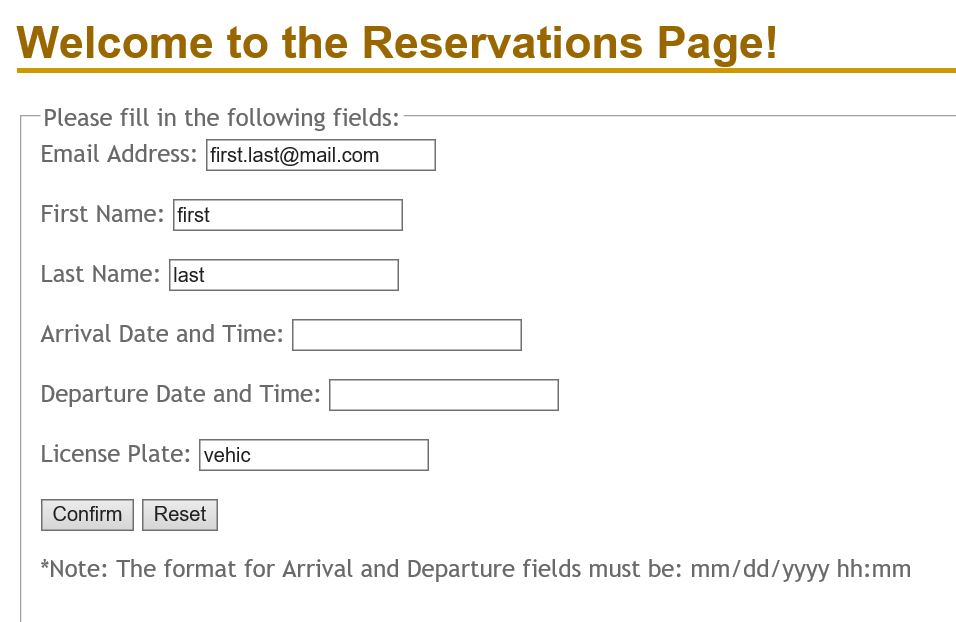 Welcome to the Reservations Page!
Please fill in the following fields:
Email Address: first.last@mail.com
First Name: first
Last Name: last
Arrival Date and Time:
Departure Date and Time:
License Plate: vehic
Confirm Reset
*Note: The format for Arrival and Departure fields must be: mm/dd/yyyy hh:mm